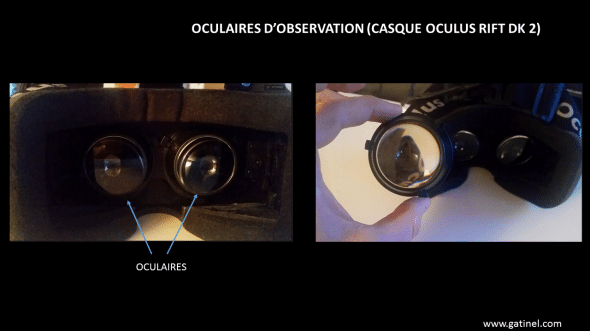 OCULAIRES D’OBSERVATION (CASQUE OCULUS RIFT DK 2)
OCULAIRES
www.gatinel.com